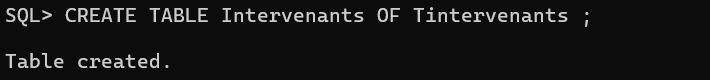 SQL> CREATE TABLE Intervenants OF Tintervenants ;
Table created.